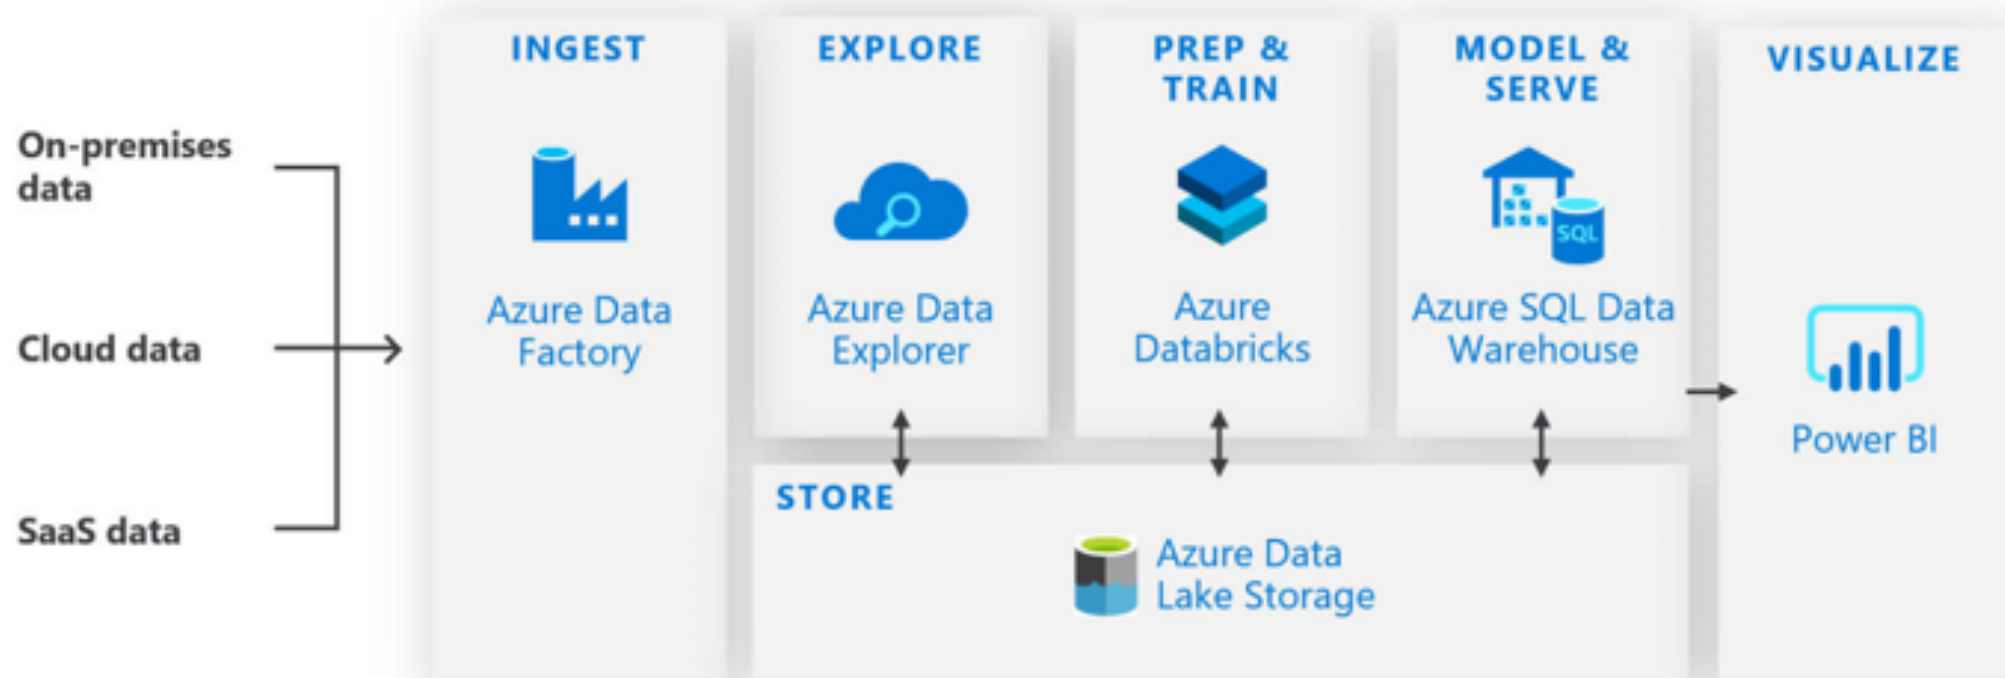 On-premises
data
Cloud data
SaaS data
INGEST
Azure Data
Factory
EXPLORE
Azure Data
Explorer
PREP &
TRAIN
Azure
Databricks
MODEL &
SERVE
SQL
Azure SQL Data
Warehouse
STORE
Azure Data
Lake Storage
VISUALIZE
Power BI